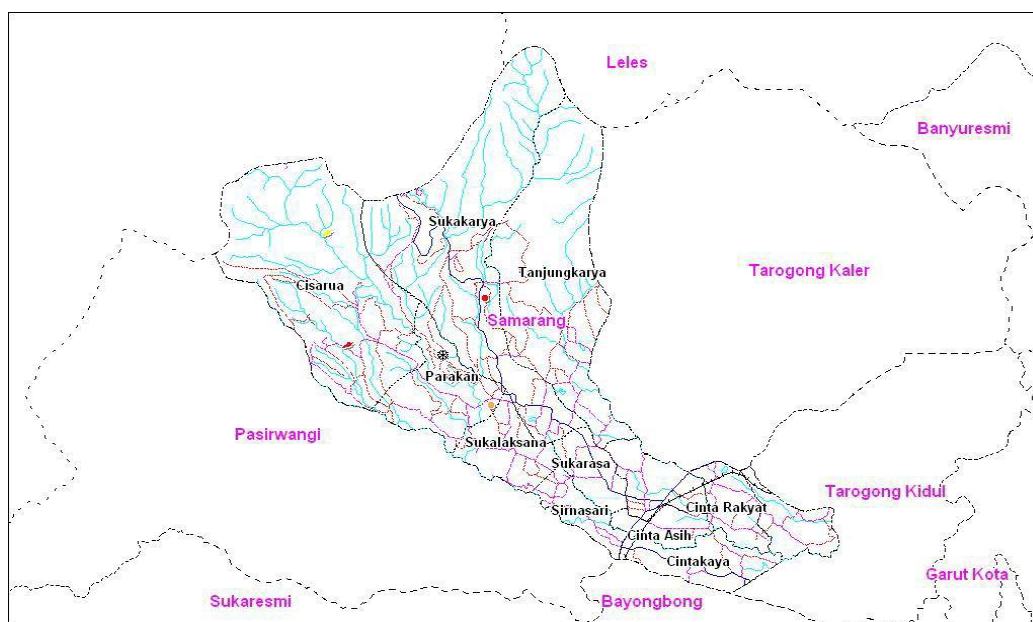 Leles
Banyuresmi
Sukakarya
Tanjungkarya
Tarogong Kaler
Cisarua
Samarang
Parakan
Pasirwangi
Sukalaksana
Sukarasa
Tarogong Kidul
Sirnasari
Cinta Rakyat
Cinta Asih
Cintakaya
Garut Kota
Sukaresmi
Bayongbong